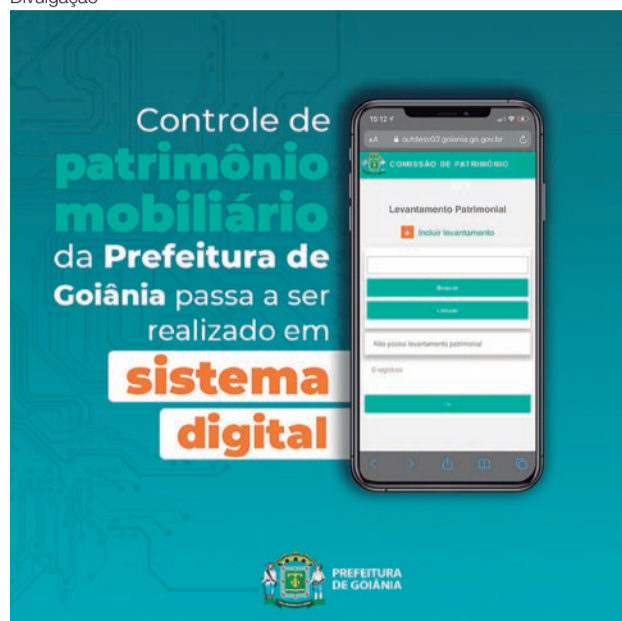 Divulgação
Controle de
patrimônio
mobiliário
da Prefeitura de
Goiânia passa a ser
realizado em
sistema
digital
15:12
AA outdesv02.goiania.go.gov.br
COMISSÃO DE PATRIMÔNIO
Levantamento Patrimonial
+ Incluir levantamento
Buscar
Limpar
Não possui levantamento patrimonial
0 registros
PREFEITURA
DE GOIÂNIA